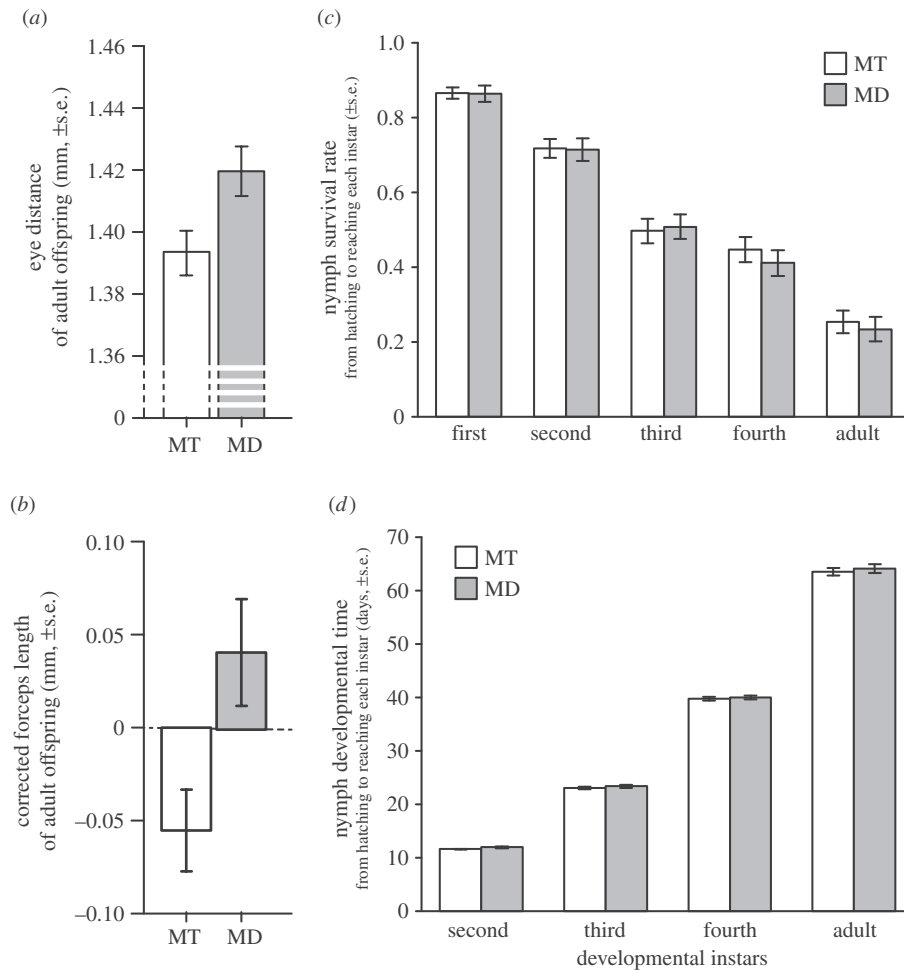 (a)
1.46
1.44
1.42
1.40
1.38
1.36
0
eye distance
of adult offspring (mm, ±s.e.)
MT
MD
(c)
1.0
0.8
0.6
0.4
0.2
0
nymph survival rate
from hatching to reaching each instar (±s.e.)
MT
MD
first
second
third
fourth
adult
(b)
0.10
0.05
0
–0.05
–0.10
corrected forceps length
of adult offspring (mm, ±s.e.)
MT
MD
(d)
70
60
50
40
30
20
10
0
nymph developmental time
from hatching to reaching each instar (days, ±s.e.)
MT
MD
second
third
fourth
adult
developmental instars